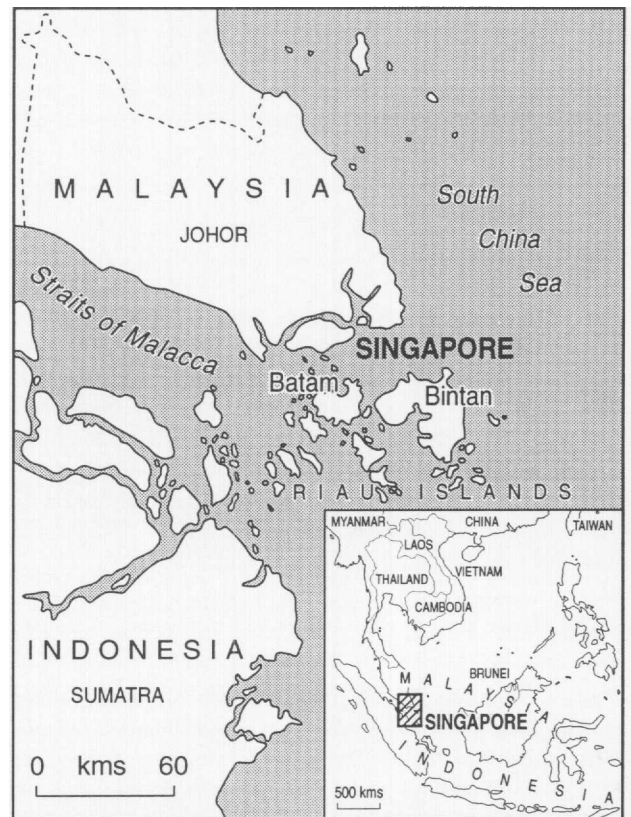 MALAYSIA
JOHOR
South
China
Sea
Straits of Malacca
SINGAPORE
Batam
Bintan
RIAU ISLANDS
INDONESIA
SUMATRA
0 kms 60
MYANMAR
CHINA
TAIWAN
LAOS
VIETNAM
THAILAND
CAMBODIA
BRUNEI
MALAYSIA
SINGAPORE
INDONESIA
500 kms